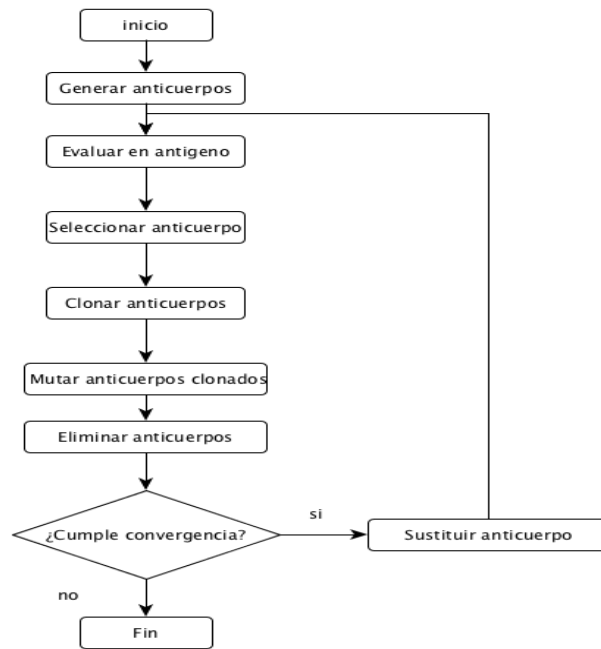 inicio
Generar anticuerpos
Evaluar en antigeno
Seleccionar anticuerpo
Clonar anticuerpos
Mutar anticuerpos clonados
Eliminar anticuerpos
¿Cumple convergencia?
si
Sustituir anticuerpo
no
Fin